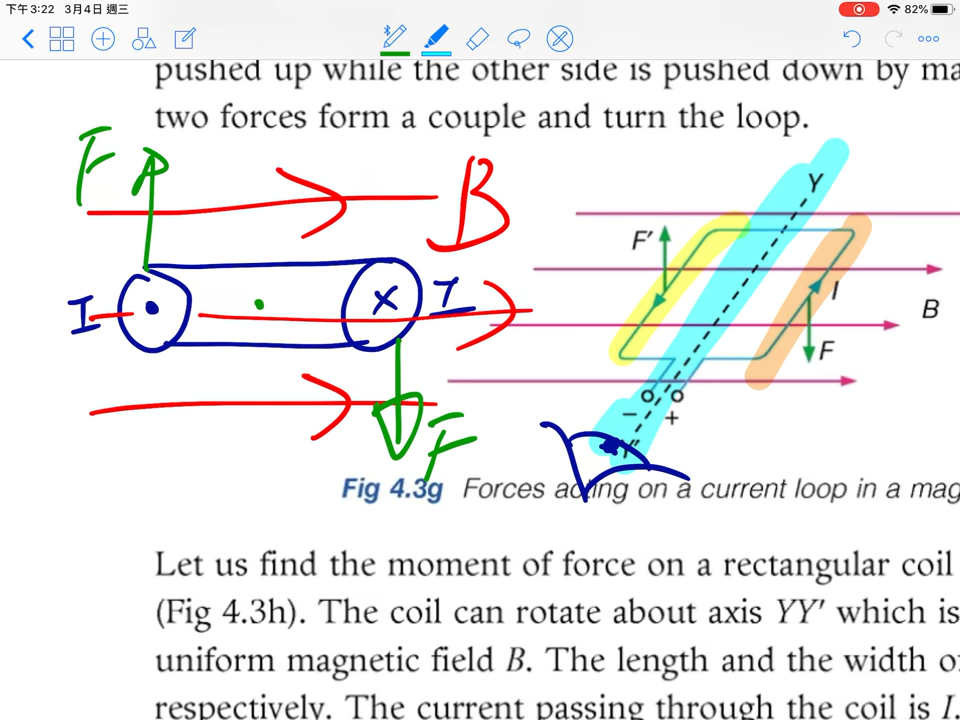 下午3:22 3月4日 週三 82%
pushed up while the other side is pushed down by ma
two forces form a couple and turn the loop.
F B
I I
F
Y
F′
I
B
F
− +
Y′
Fig 4.3g Forces acting on a current loop in a mag
Let us find the moment of force on a rectangular coil
(Fig 4.3h). The coil can rotate about axis YY′ which is
uniform magnetic field B. The length and the width o
respectively. The current passing through the coil is I.